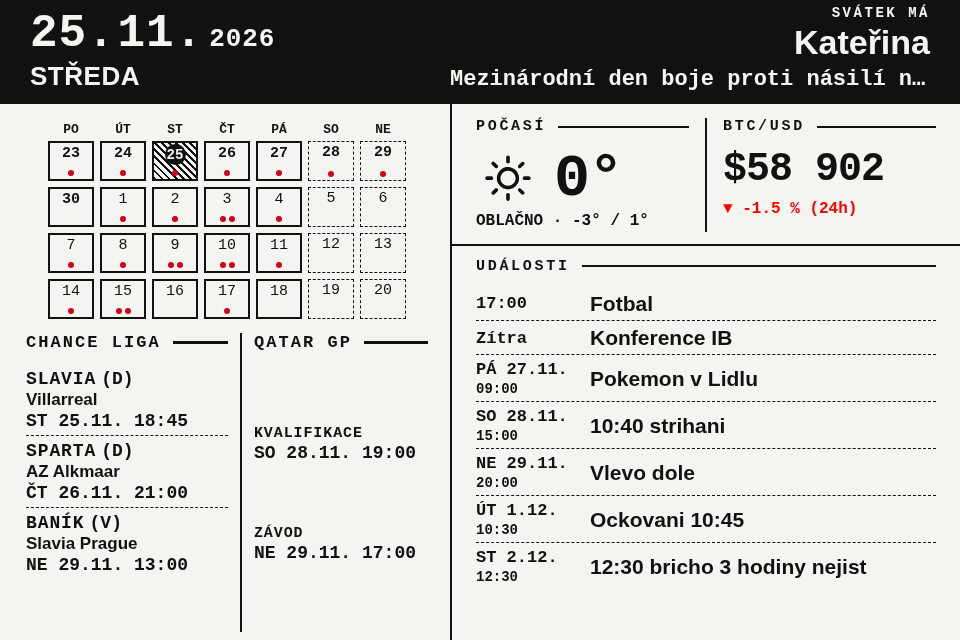 25.11. 2026
STŘEDA
SVÁTEK MÁ
Kateřina
Mezinárodní den boje proti násilí n…
PO ÚT ST ČT PÁ SO NE
23 24 25 26 27 28 29
30 1 2 3 4 5 6
7 8 9 10 11 12 13
14 15 16 17 18 19 20
CHANCE LIGA
SLAVIA (D)
Villarreal
ST 25.11. 18:45
SPARTA (D)
AZ Alkmaar
ČT 26.11. 21:00
BANÍK (V)
Slavia Prague
NE 29.11. 13:00
QATAR GP
KVALIFIKACE
SO 28.11. 19:00
ZÁVOD
NE 29.11. 17:00
POČASÍ
0°
OBLAČNO · -3° / 1°
BTC/USD
$58 902
▼ -1.5 % (24h)
UDÁLOSTI
17:00 Fotbal
Zítra Konference IB
PÁ 27.11.
09:00
Pokemon v Lidlu
SO 28.11.
15:00
10:40 strihani
NE 29.11.
20:00
Vlevo dole
ÚT 1.12.
10:30
Ockovani 10:45
ST 2.12.
12:30
12:30 bricho 3 hodiny nejist